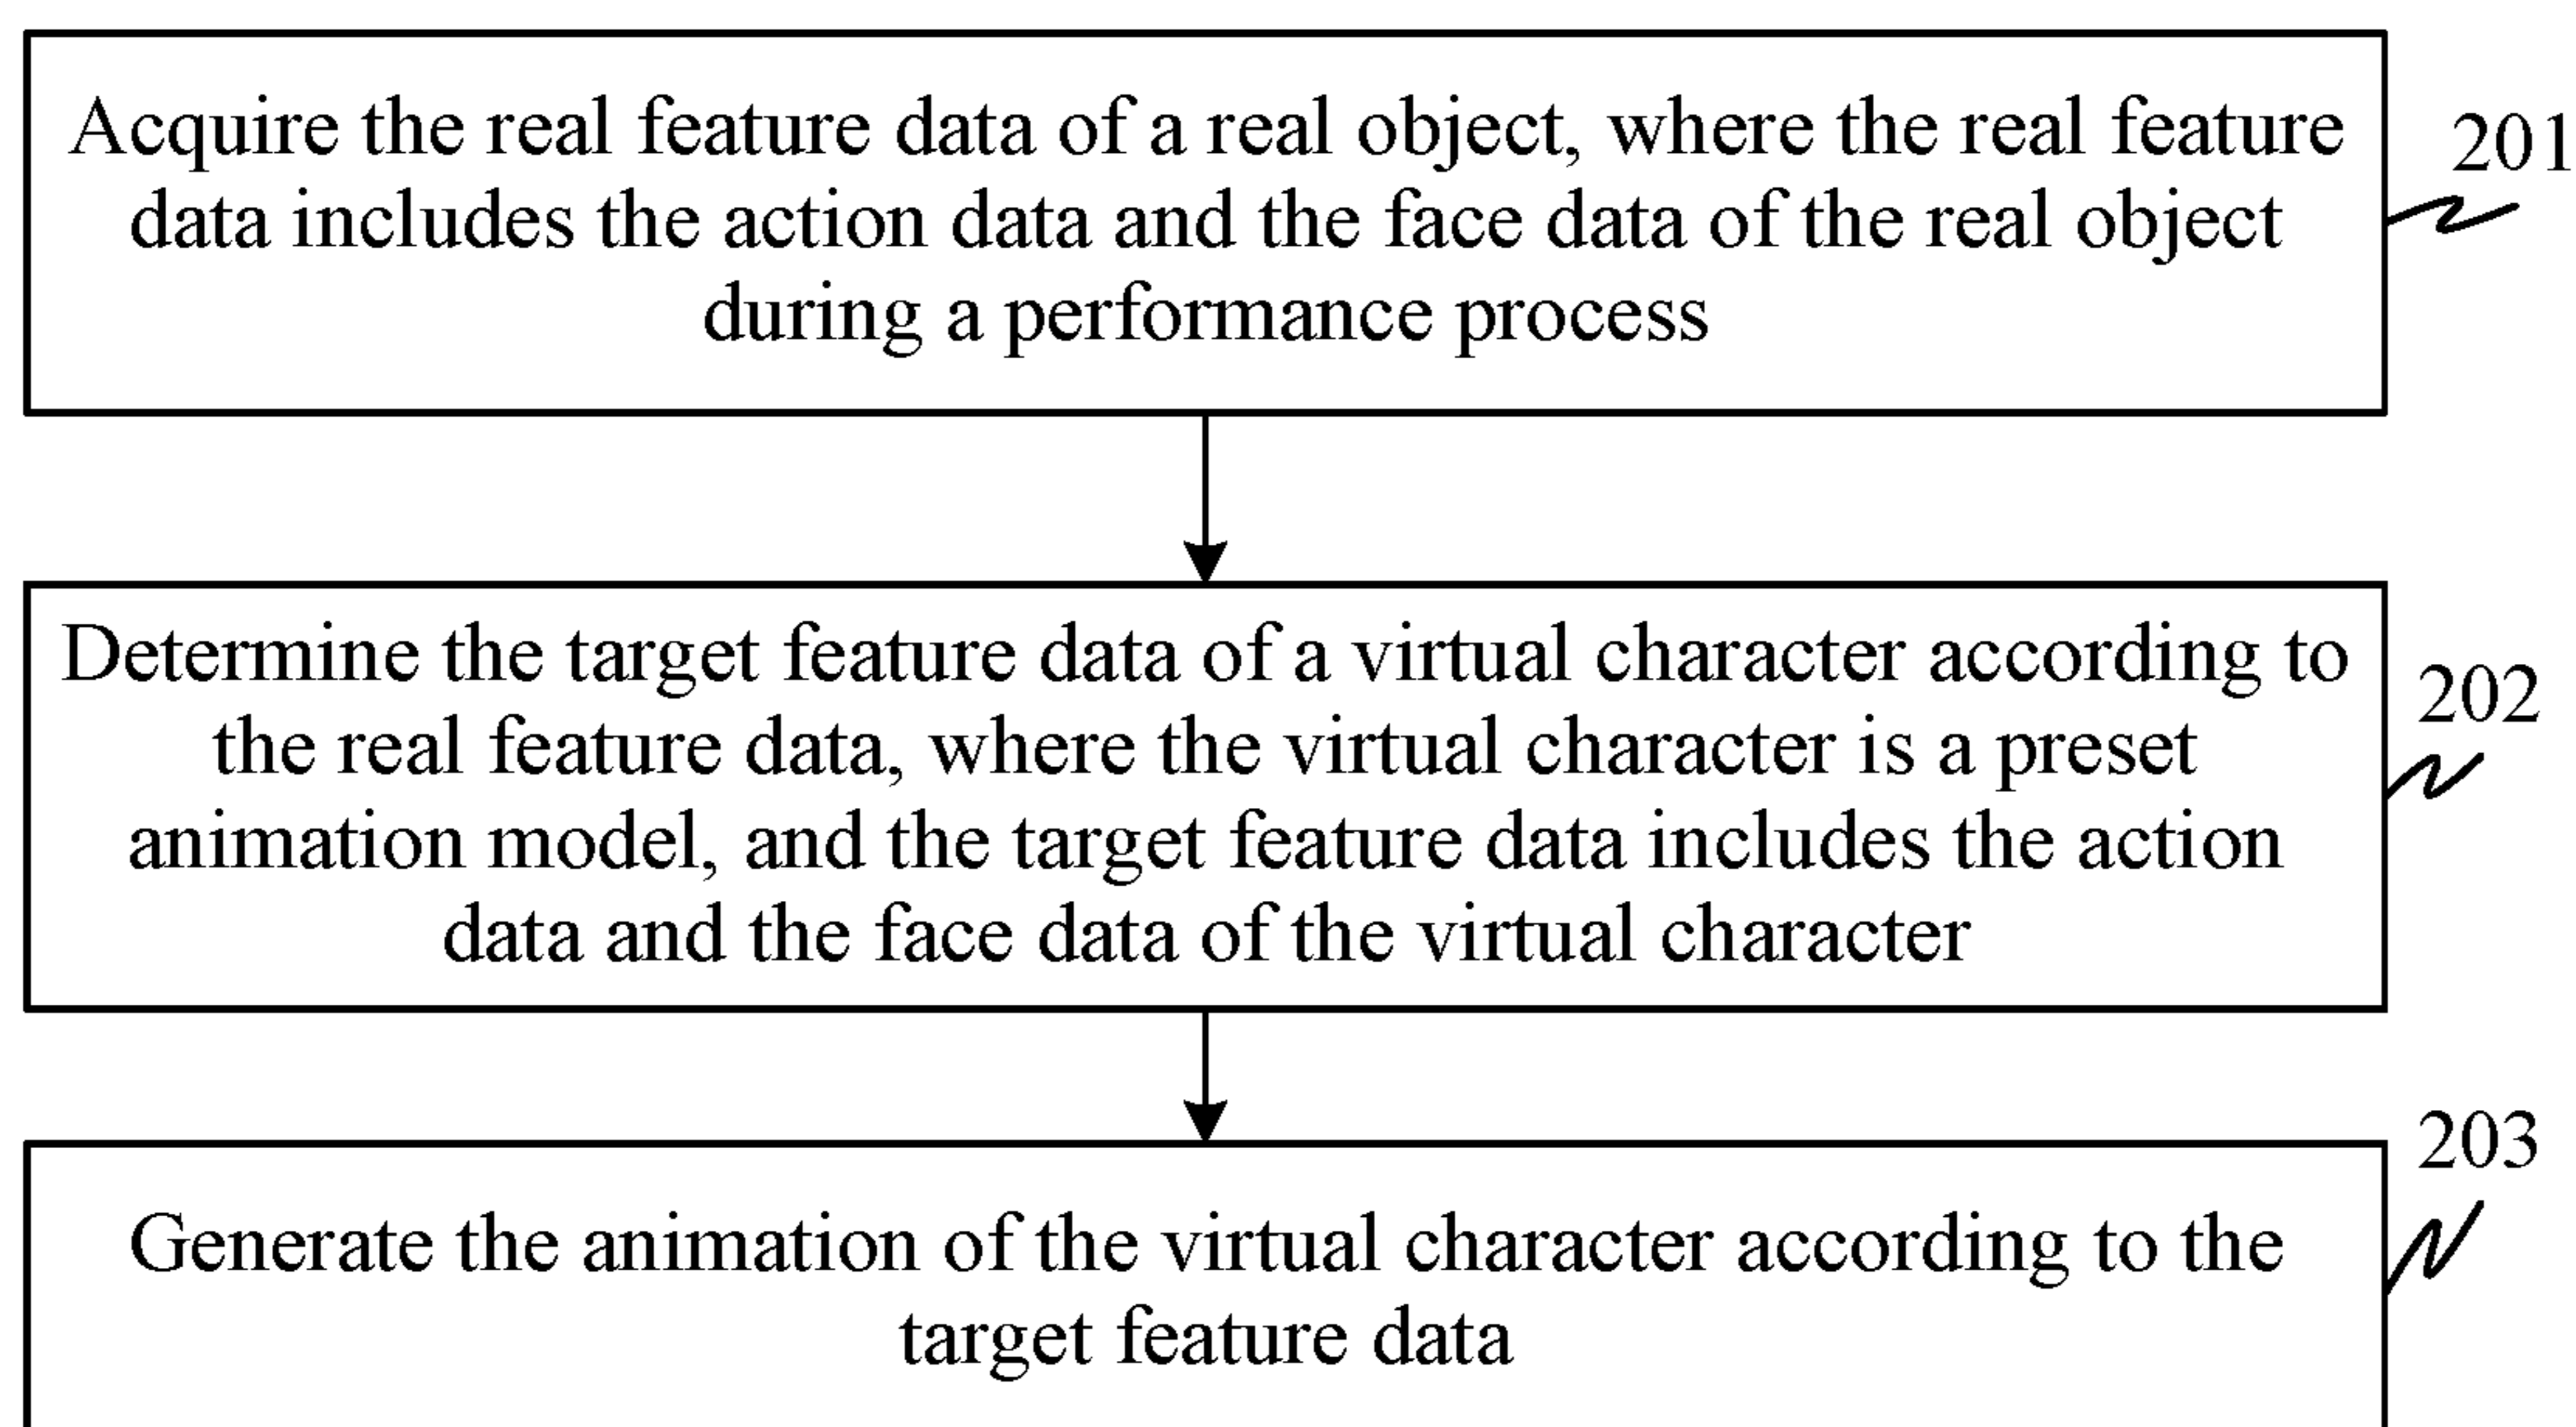 Acquire the real feature data of a real object, where the real feature
data includes the action data and the face data of the real object
during a performance process
201
Determine the target feature data of a virtual character according to
the real feature data, where the virtual character is a preset
animation model, and the target feature data includes the action
data and the face data of the virtual character
202
Generate the animation of the virtual character according to the
target feature data
203